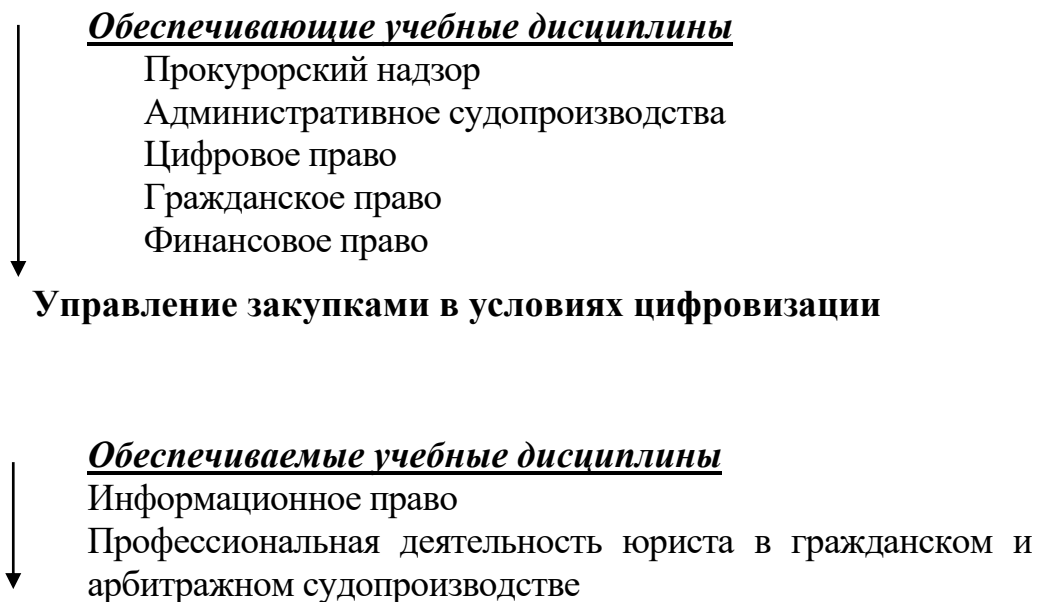 Обеспечивающие учебные дисциплины
Прокурорский надзор
Административное судопроизводства
Цифровое право
Гражданское право
Финансовое право
Управление закупками в условиях цифровизации
Обеспечиваемые учебные дисциплины
Информационное право
Профессиональная деятельность юриста в гражданском и
арбитражном судопроизводстве